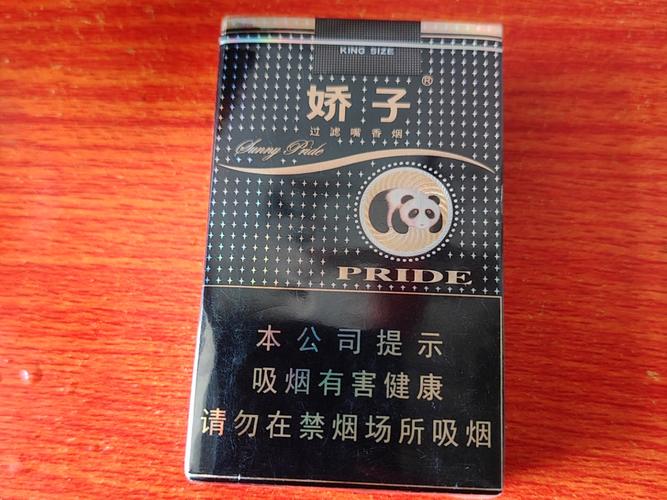 KING SIZE
娇子®
过滤嘴香烟
Sunny Pride
PRIDE
本公司提示
吸烟有害健康
请勿在禁烟场所吸烟